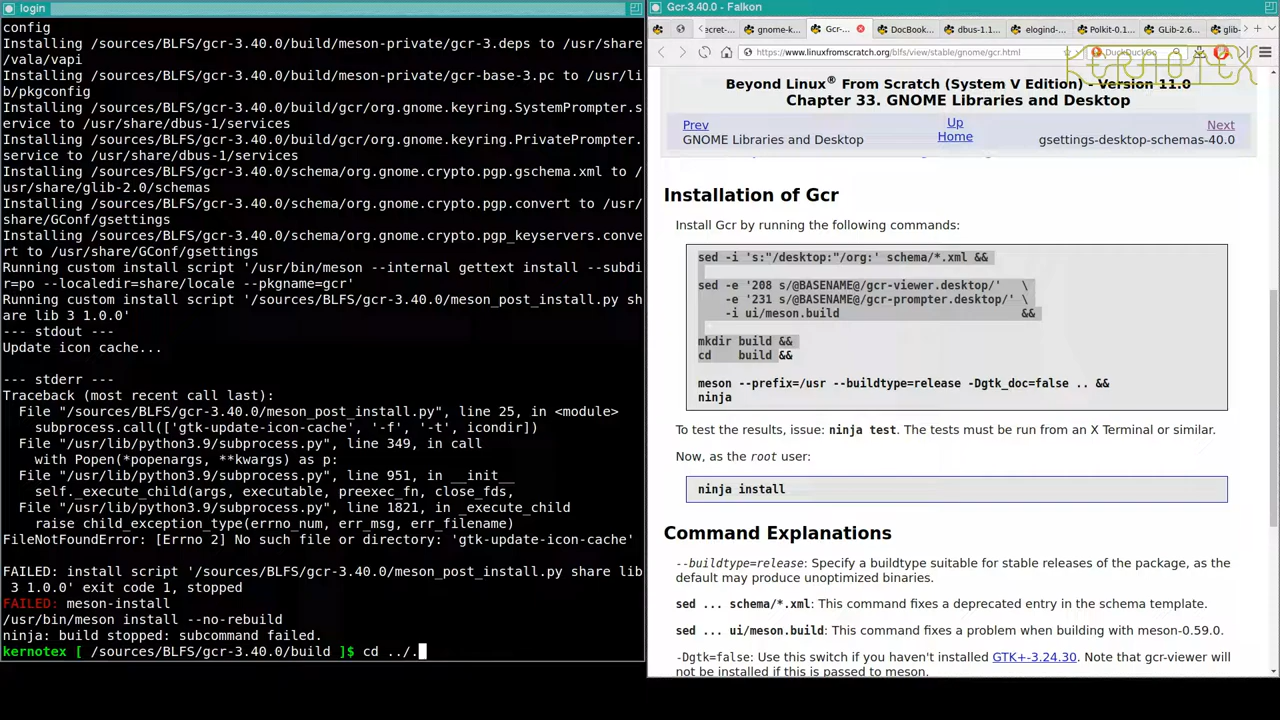 login
config
Installing /sources/BLFS/gcr-3.40.0/build/meson-private/gcr-3.deps to /usr/share
/vala/vapi
Installing /sources/BLFS/gcr-3.40.0/build/meson-private/gcr-base-3.pc to /usr/li
b/pkgconfig
Installing /sources/BLFS/gcr-3.40.0/build/gcr/org.gnome.keyring.SystemPrompter.s
ervice to /usr/share/dbus-1/services
Installing /sources/BLFS/gcr-3.40.0/build/gcr/org.gnome.keyring.PrivatePrompter.
service to /usr/share/dbus-1/services
Installing /sources/BLFS/gcr-3.40.0/schema/org.gnome.crypto.pgp.gschema.xml to /
usr/share/glib-2.0/schemas
Installing /sources/BLFS/gcr-3.40.0/schema/org.gnome.crypto.pgp.convert to /usr/
share/GConf/gsettings
Installing /sources/BLFS/gcr-3.40.0/schema/org.gnome.crypto.pgp_keyservers.conve
rt to /usr/share/GConf/gsettings
Running custom install script '/usr/bin/meson --internal gettext install --subdi
r=po --localedir=share/locale --pkgname=gcr'
Running custom install script '/sources/BLFS/gcr-3.40.0/meson_post_install.py sh
are lib 3 1.0.0'
--- stdout ---
Update icon cache...
--- stderr ---
Traceback (most recent call last):
File "/sources/BLFS/gcr-3.40.0/meson_post_install.py", line 25, in <module>
subprocess.call(['gtk-update-icon-cache', '-f', '-t', icondir])
File "/usr/lib/python3.9/subprocess.py", line 349, in call
with Popen(*popenargs, **kwargs) as p:
File "/usr/lib/python3.9/subprocess.py", line 951, in __init__
self._execute_child(args, executable, preexec_fn, close_fds,
File "/usr/lib/python3.9/subprocess.py", line 1821, in _execute_child
raise child_exception_type(errno_num, err_msg, err_filename)
FileNotFoundError: [Errno 2] No such file or directory: 'gtk-update-icon-cache'
FAILED: install script '/sources/BLFS/gcr-3.40.0/meson_post_install.py share lib
3 1.0.0' exit code 1, stopped
FAILED: meson-install
/usr/bin/meson install --no-rebuild
ninja: build stopped: subcommand failed.
kernotex [ /sources/BLFS/gcr-3.40.0/build ]$ cd ../.
Gcr-3.40.0 - Falkon
ecret- gnome-k Gcr-... DocBook dbus-1.1 elogind- Polkit-0.1 GLib-2.6 glib-
https://www.linuxfromscratch.org/blfs/view/stable/gnome/gcr.html DuckDuckGo
KERNOTEX
Beyond Linux® From Scratch (System V Edition) - Version 11.0
Chapter 33. GNOME Libraries and Desktop
Prev Up Next
GNOME Libraries and Desktop Home gsettings-desktop-schemas-40.0
Installation of Gcr
Install Gcr by running the following commands:
sed -i 's:"/desktop:"/org:' schema/*.xml &&
sed -e '208 s/@BASENAME@/gcr-viewer.desktop/' \
-e '231 s/@BASENAME@/gcr-prompter.desktop/' \
-i ui/meson.build &&
mkdir build &&
cd build &&
meson --prefix=/usr --buildtype=release -Dgtk_doc=false .. &&
ninja
To test the results, issue: ninja test. The tests must be run from an X Terminal or similar.
Now, as the root user:
ninja install
Command Explanations
--buildtype=release: Specify a buildtype suitable for stable releases of the package, as the
default may produce unoptimized binaries.
sed ... schema/*.xml: This command fixes a deprecated entry in the schema template.
sed ... ui/meson.build: This command fixes a problem when building with meson-0.59.0.
-Dgtk=false: Use this switch if you haven't installed GTK+-3.24.30. Note that gcr-viewer will
not be installed if this is passed to meson.